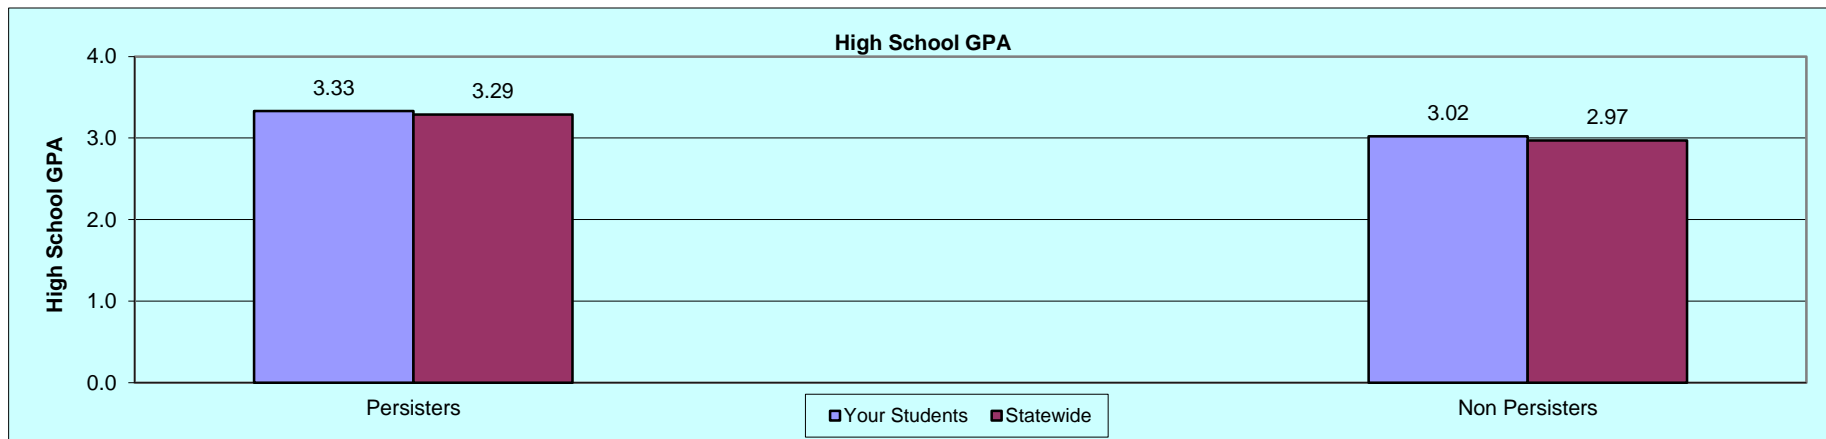 High School GPA
High School GPA
4.0
3.0
2.0
1.0
0.0
3.33
3.29
3.02
2.97
Persisters
Non Persisters
Your Students
Statewide